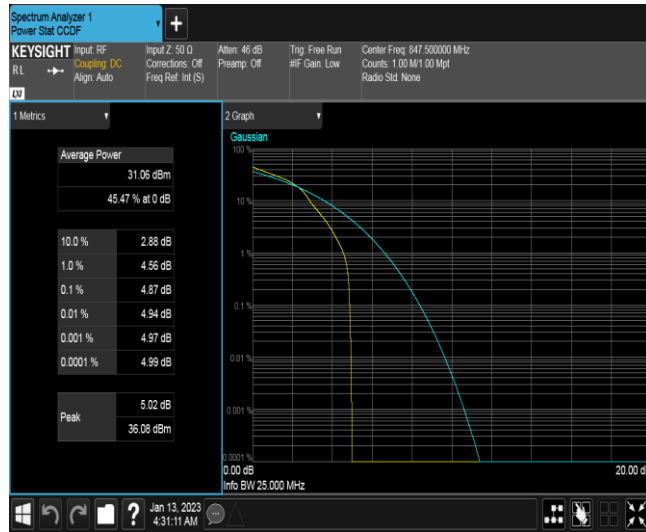 Spectrum Analyzer 1
Power Stat CCDF
KEYSIGHT
RL
LXI
Input: RF
Coupling: DC
Align: Auto
Input Z: 50 Ω
Corrections: Off
Freq Ref: Int (S)
Atten: 46 dB
Preamp: Off
Trig: Free Run
#IF Gain: Low
Center Freq: 847.500000 MHz
Counts: 1.00 M/1.00 Mpt
Radio Std: None
1 Metrics
Average Power
31.06 dBm
45.47 % at 0 dB
10.0 % 2.88 dB
1.0 % 4.56 dB
0.1 % 4.87 dB
0.01 % 4.94 dB
0.001 % 4.97 dB
0.0001 % 4.99 dB
Peak
5.02 dB
36.08 dBm
2 Graph
Gaussian
100 %
10 %
1 %
0.1 %
0.01 %
0.001 %
0.0001 %
0.00 dB
20.00 d
Info BW 25.000 MHz
?
Jan 13, 2023
4:31:11 AM